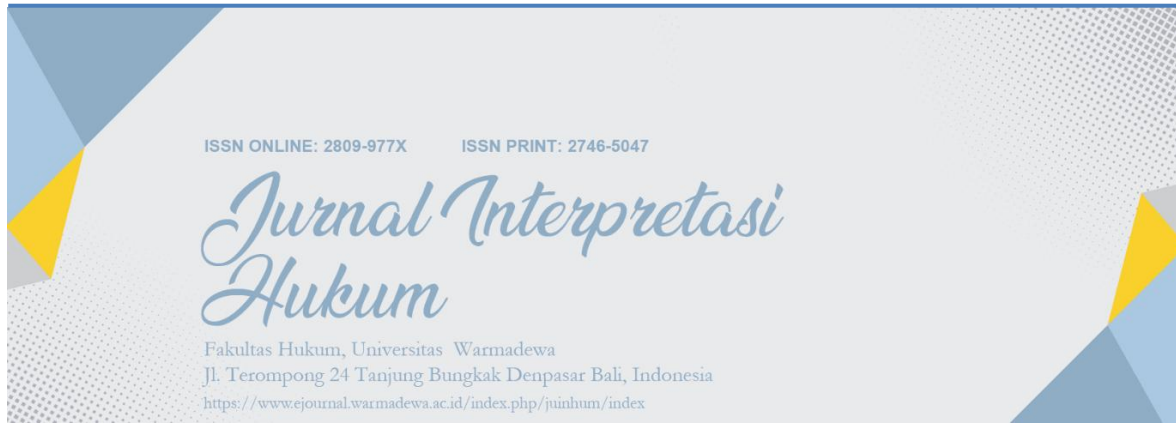 ISSN ONLINE: 2809-977X ISSN PRINT: 2746-5047
Jurnal Interpretasi
Hukum
Fakultas Hukum, Universitas Warmadewa
Jl. Terompong 24 Tanjung Bungkak Denpasar Bali, Indonesia
https://www.ejournal.warmadewa.ac.id/index.php/juinhum/index